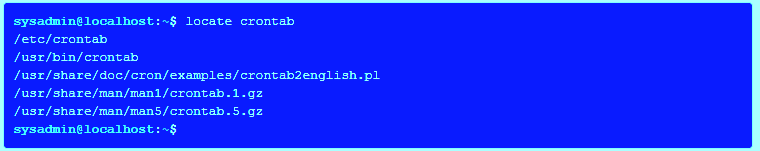 sysadmin@localhost:~$ locate crontab
/etc/crontab
/usr/bin/crontab
/usr/share/doc/cron/examples/crontab2english.pl
/usr/share/man/man1/crontab.1.gz
/usr/share/man/man5/crontab.5.gz
sysadmin@localhost:~$